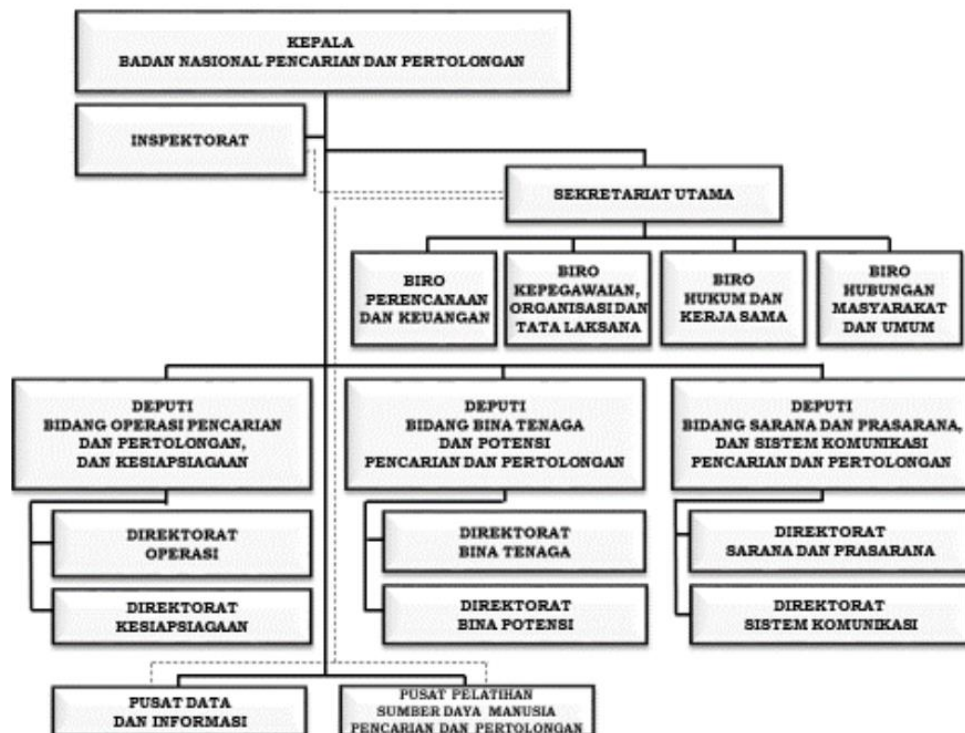 KEPALA
BADAN NASIONAL PENCARIAN DAN PERTOLONGAN
INSPEKTORAT
SEKRETARIAT UTAMA
BIRO
PERENCANAAN
DAN KEUANGAN
BIRO
KEPEGAWAIAN,
ORGANISASI DAN
TATA LAKSANA
BIRO
HUKUM DAN
KERJA SAMA
BIRO
HUBUNGAN
MASYARAKAT
DAN UMUM
DEPUTI
BIDANG OPERASI PENCARIAN
DAN PERTOLONGAN,
DAN KESIAPSIAGAAN
DEPUTI
BIDANG BINA TENAGA
DAN POTENSI
PENCARIAN DAN PERTOLONGAN
DEPUTI
BIDANG SARANA DAN PRASARANA,
DAN SISTEM KOMUNIKASI
PENCARIAN DAN PERTOLONGAN
DIREKTORAT
OPERASI
DIREKTORAT
KESIAPSIAGAAN
DIREKTORAT
BINA TENAGA
DIREKTORAT
BINA POTENSI
DIREKTORAT
SARANA DAN PRASARANA
DIREKTORAT
SISTEM KOMUNIKASI
PUSAT DATA
DAN INFORMASI
PUSAT PELATIHAN
SUMBER DAYA MANUSIA
PENCARIAN DAN PERTOLONGAN